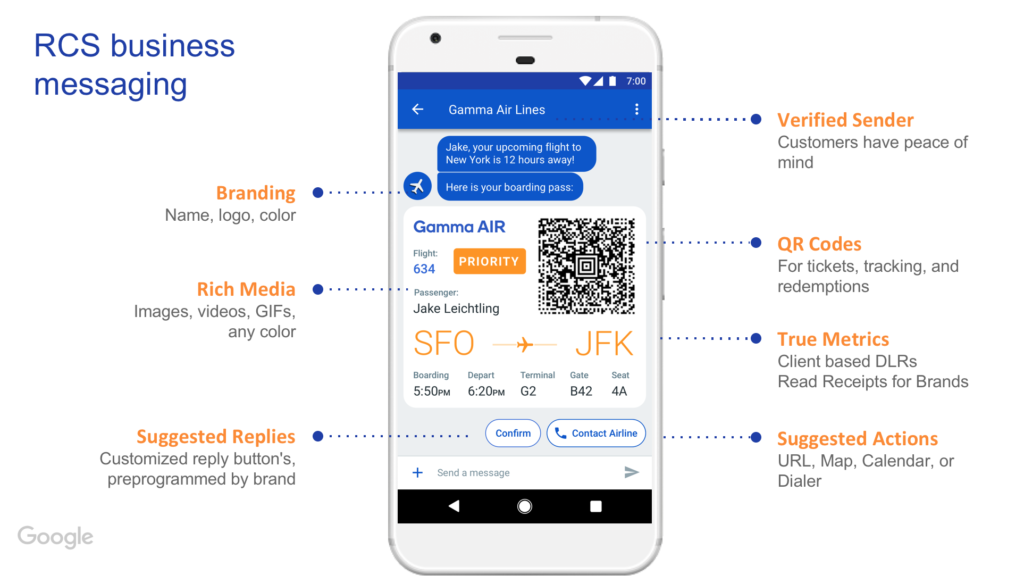 RCS business
messaging
Branding
Name, logo, color
Rich Media
Images, videos, GIFs,
any color
Suggested Replies
Customized reply button's,
preprogrammed by brand
7:00
Gamma Air Lines
Jake, your upcoming flight to
New York is 12 hours away!
Here is your boarding pass:
Gamma AIR
Flight:
634
PRIORITY
Passenger:
Jake Leichtling
SFO JFK
Boarding Depart Terminal Gate Seat
5:50PM 6:20PM G2 B42 4A
Confirm Contact Airline
Send a message
Verified Sender
Customers have peace of
mind
QR Codes
For tickets, tracking, and
redemptions
True Metrics
Client based DLRs
Read Receipts for Brands
Suggested Actions
URL, Map, Calendar, or
Dialer
Google